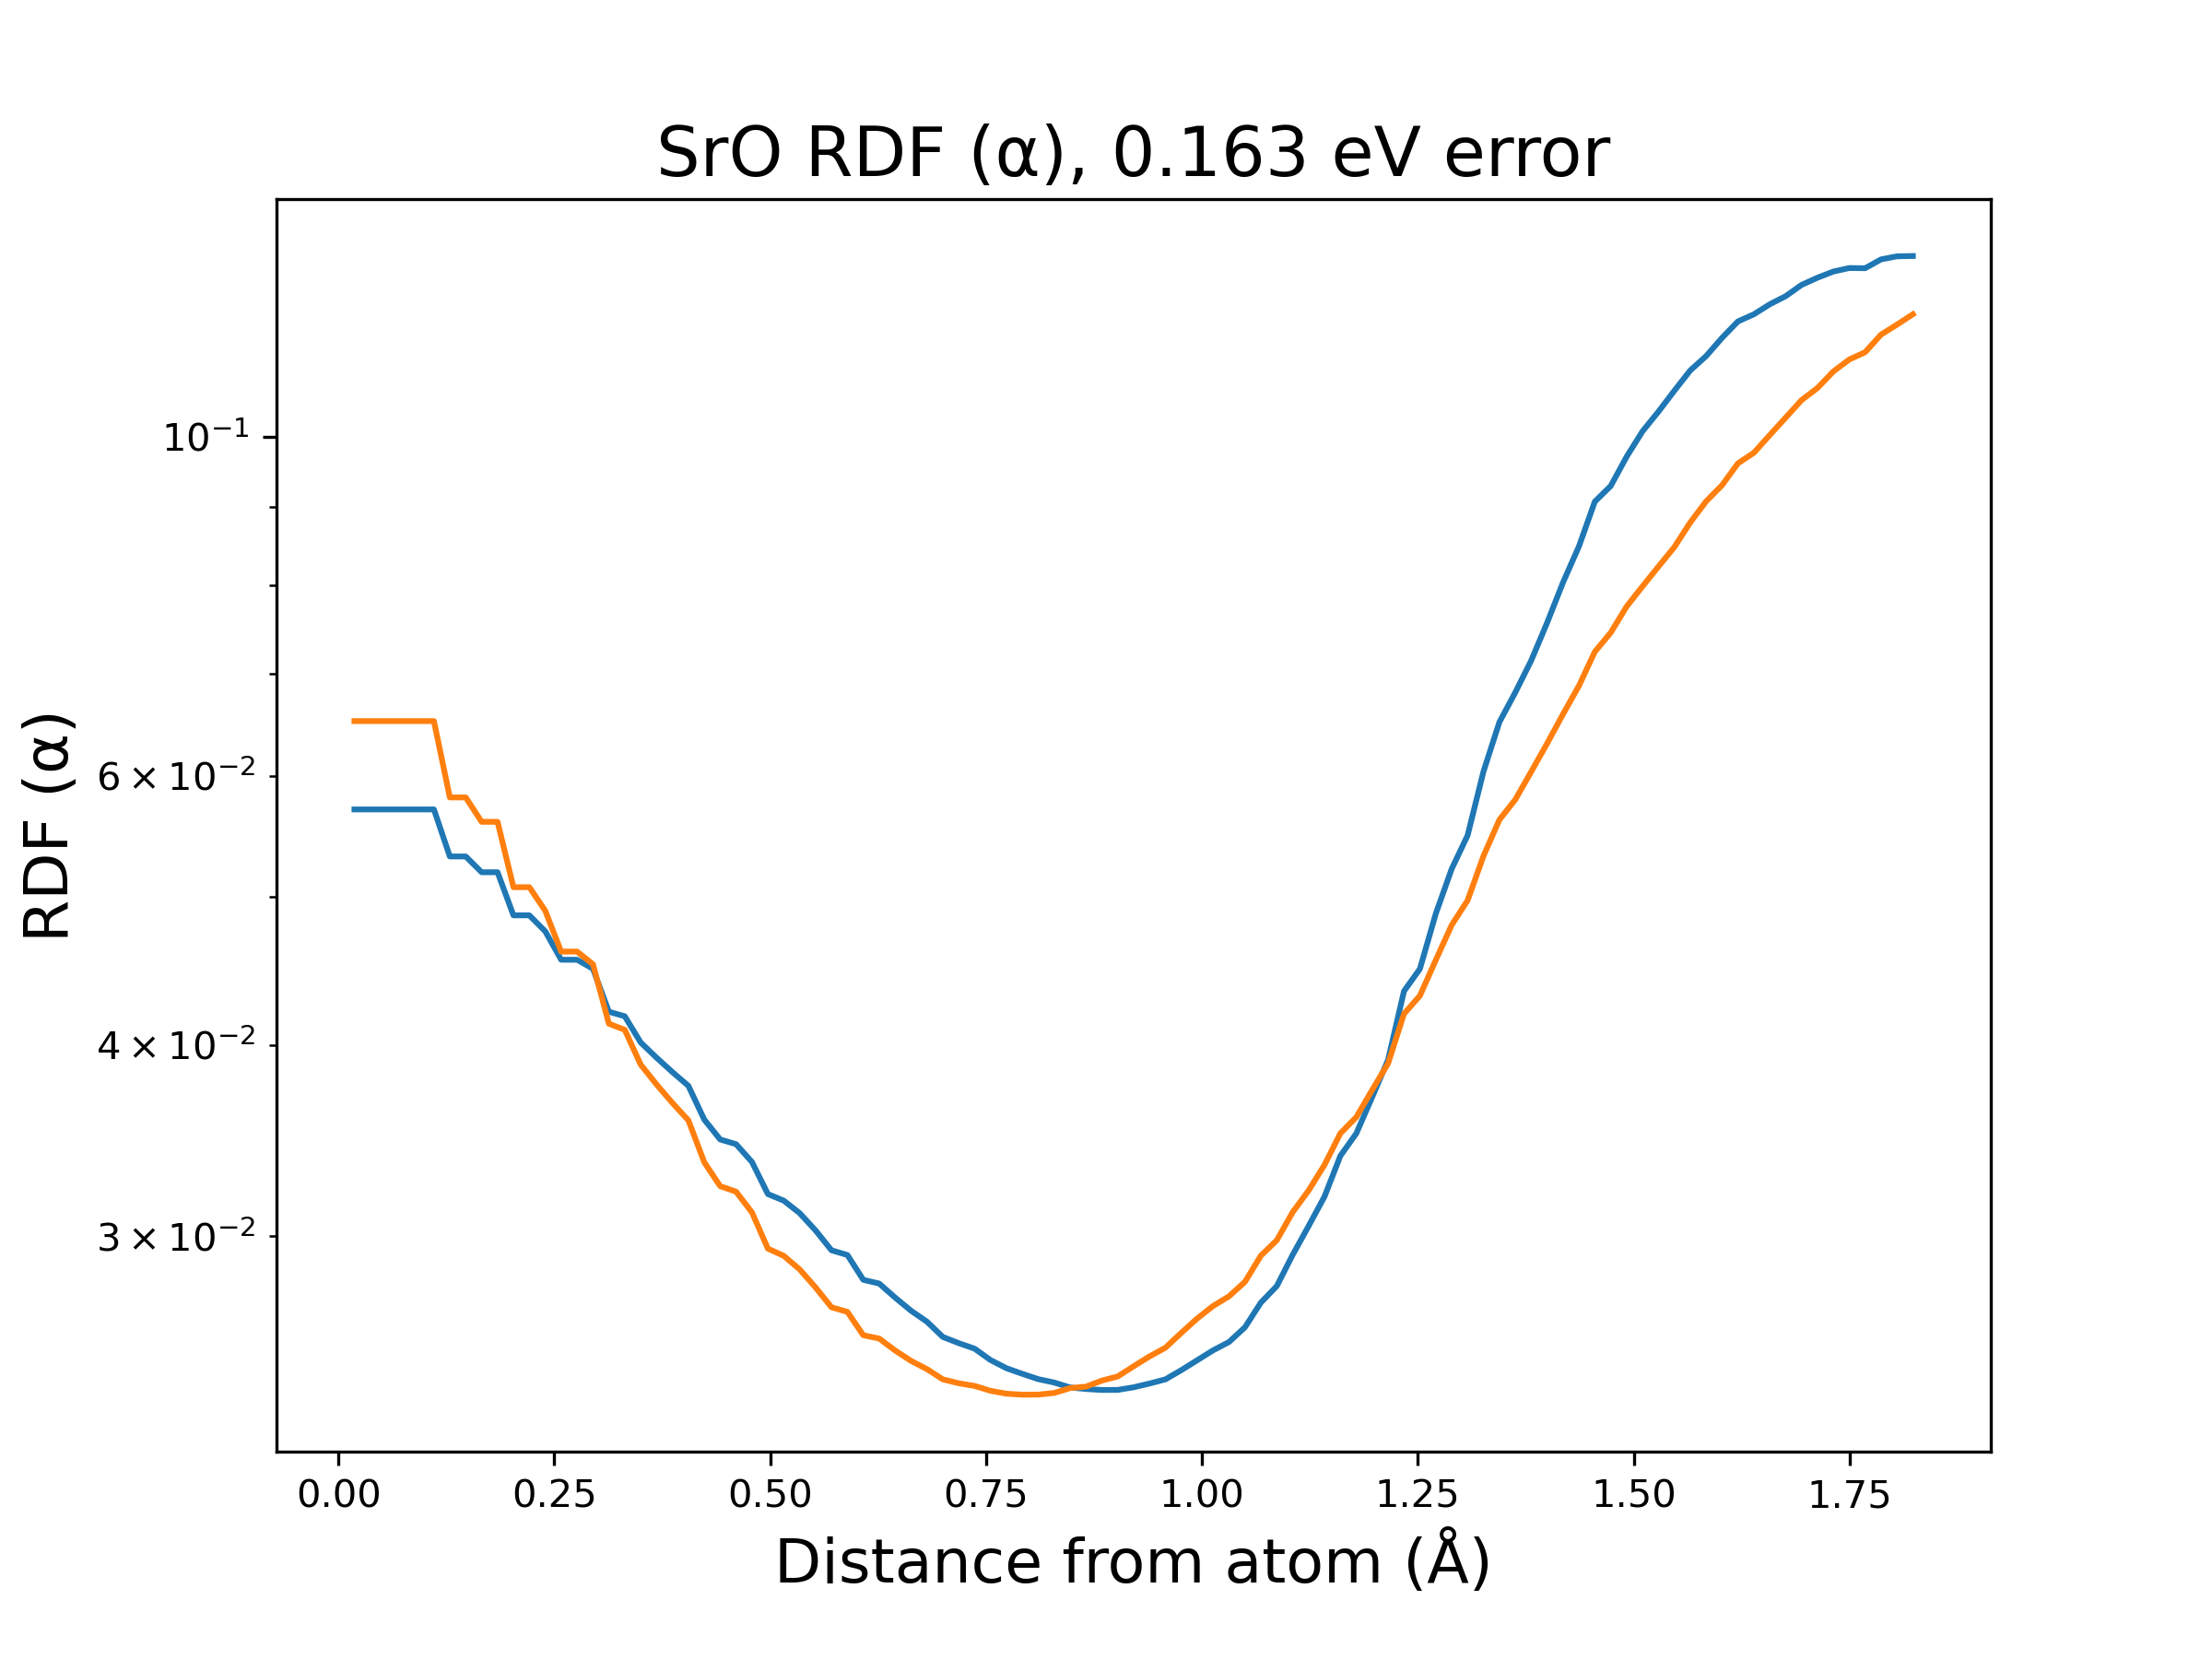 SrO RDF (α), 0.163 eV error
RDF (α)
10⁻¹
6 × 10⁻²
4 × 10⁻²
3 × 10⁻²
0.00 0.25 0.50 0.75 1.00 1.25 1.50 1.75
Distance from atom (Å)